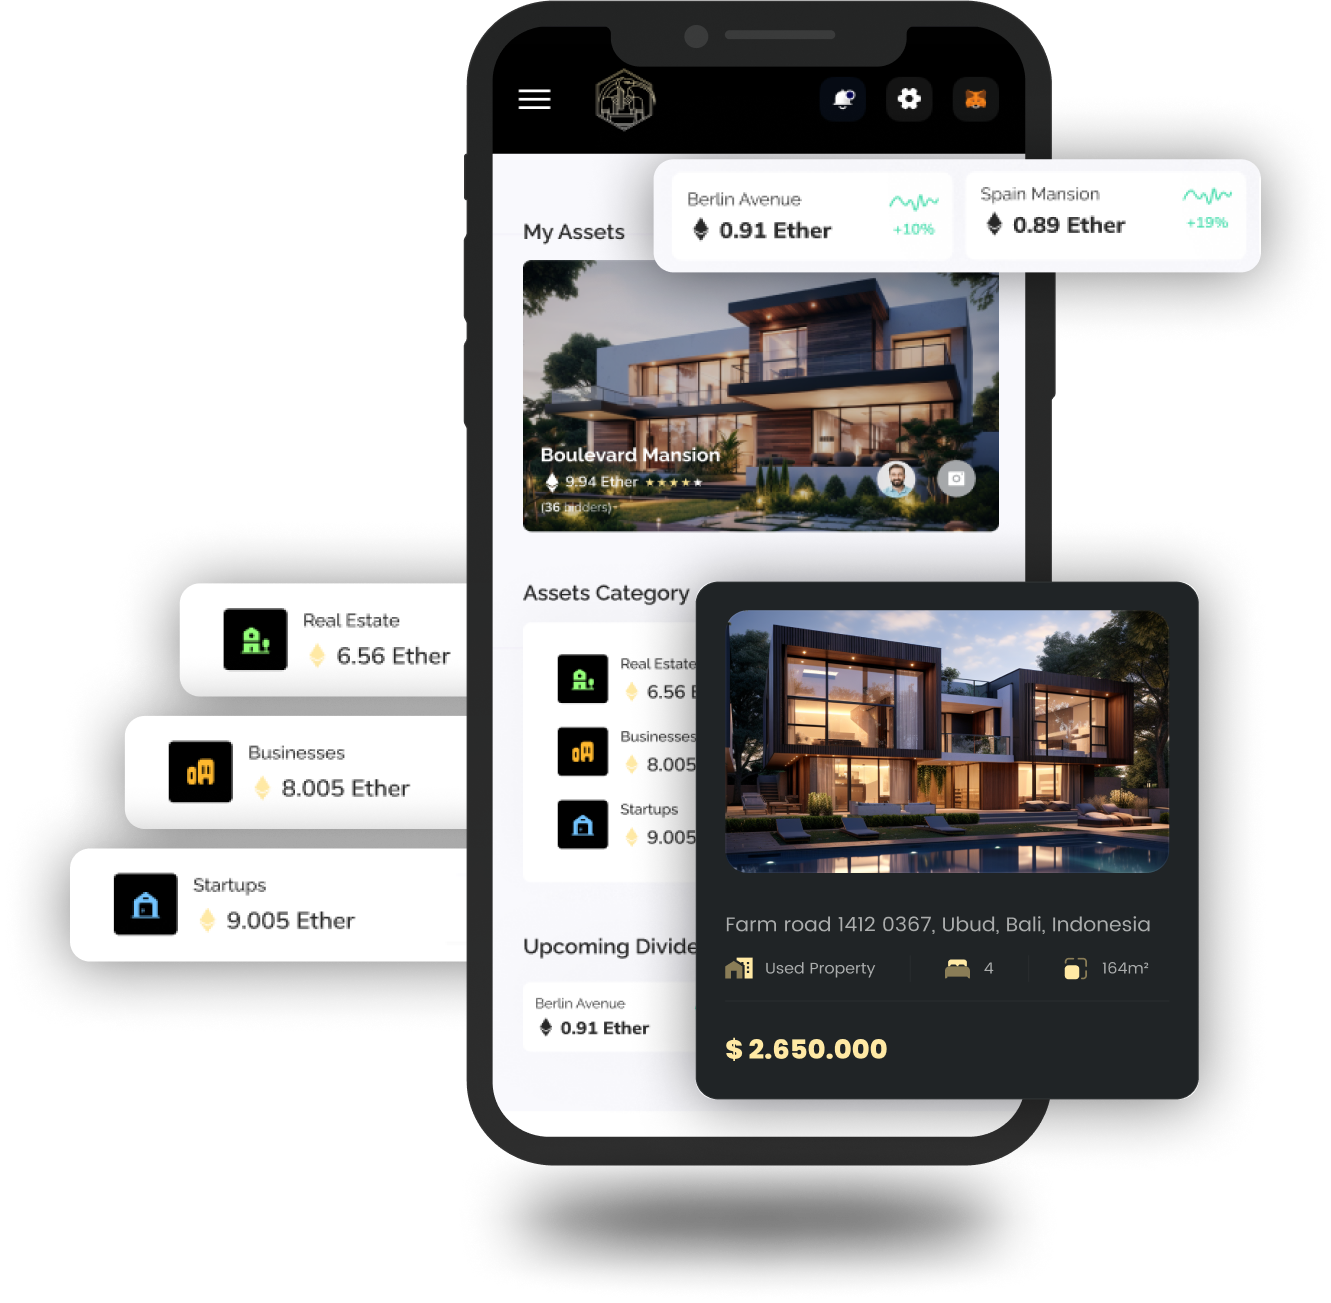 Berlin Avenue
0.91 Ether
+10%
Spain Mansion
0.89 Ether
+19%
My Assets
Boulevard Mansion
9.94 Ether
(36 bidders)
Assets Category
Real Estate
6.56 Ether
Businesses
8.005 Ether
Startups
9.005 Ether
Real Estate
6.56 E
Businesses
8.005
Startups
9.005
Upcoming Divide
Berlin Avenue
0.91 Ether
Farm road 1412 0367, Ubud, Bali, Indonesia
Used Property
4
164m²
$ 2.650.000